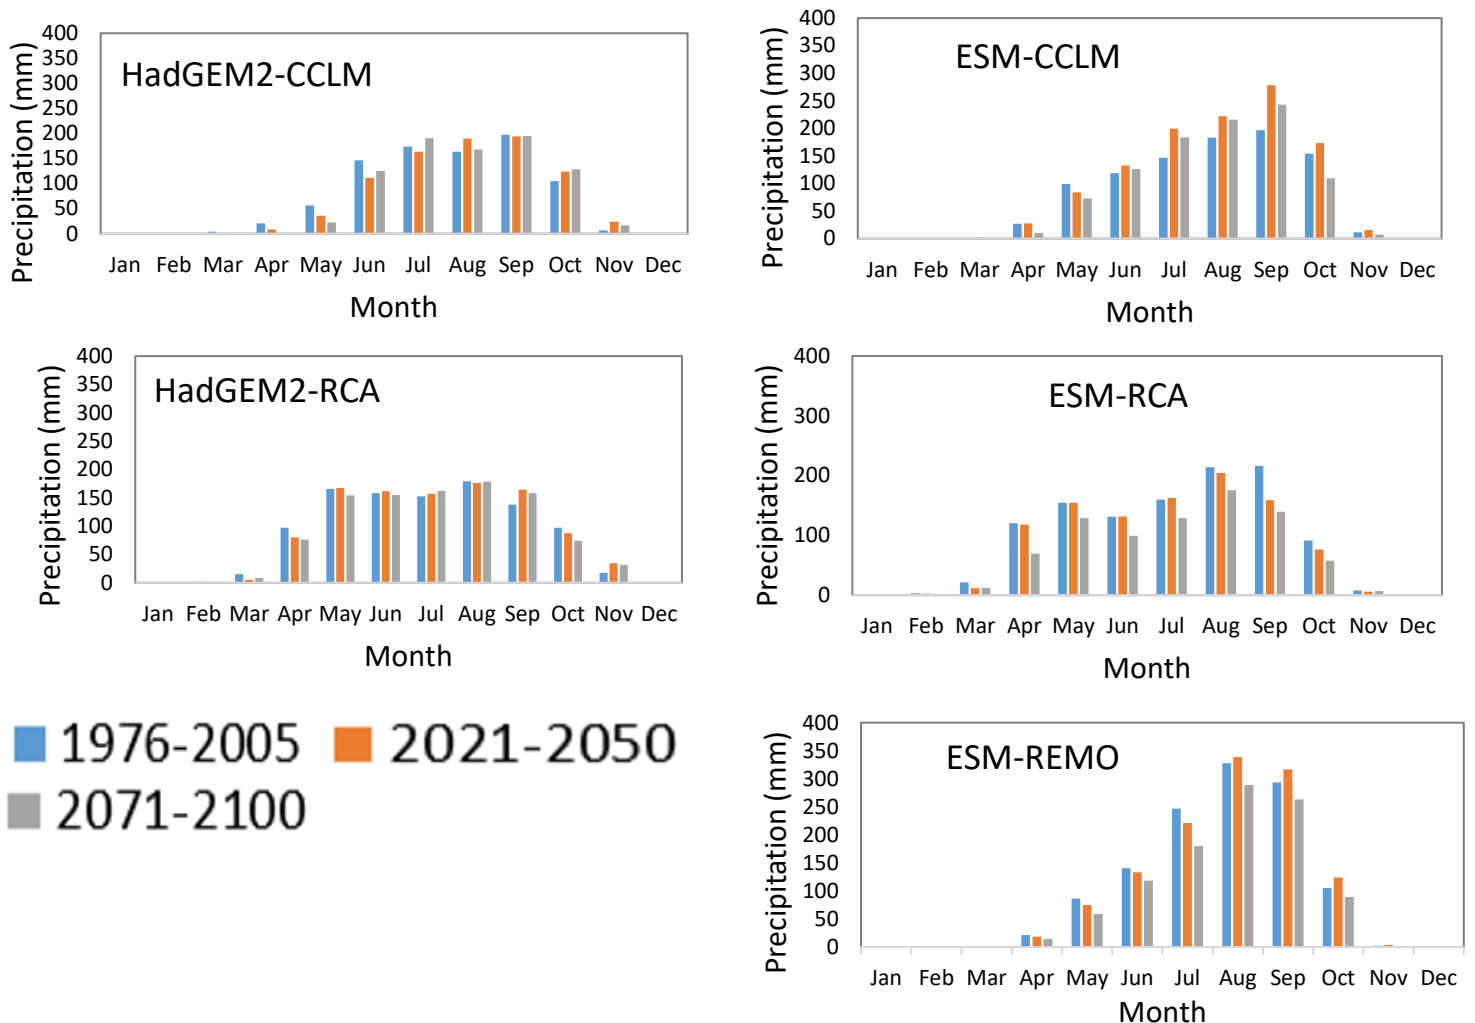 HadGEM2-CCLM
Precipitation (mm)
400
350
300
250
200
150
100
50
0
Jan Feb Mar Apr May Jun Jul Aug Sep Oct Nov Dec
Month
ESM-CCLM
Precipitation (mm)
400
350
300
250
200
150
100
50
0
Jan Feb Mar Apr May Jun Jul Aug Sep Oct Nov Dec
Month
HadGEM2-RCA
Precipitation (mm)
400
350
300
250
200
150
100
50
0
Jan Feb Mar Apr May Jun Jul Aug Sep Oct Nov Dec
Month
ESM-RCA
Precipitation (mm)
400
300
200
100
0
Jan Feb Mar Apr May Jun Jul Aug Sep Oct Nov Dec
Month
1976-2005 2021-2050
2071-2100
ESM-REMO
Precipitation (mm)
400
350
300
250
200
150
100
50
0
Jan Feb Mar Apr May Jun Jul Aug Sep Oct Nov Dec
Month